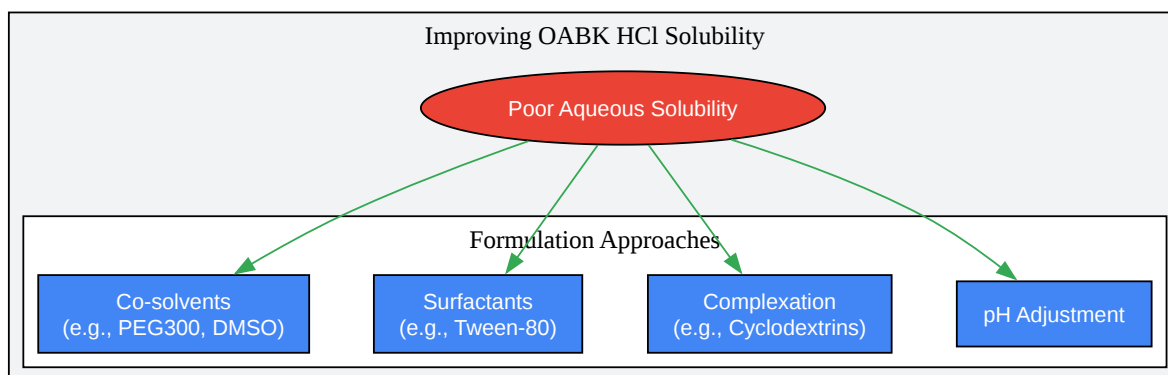 Improving OABK HCl Solubility
Poor Aqueous Solubility
Formulation Approaches
Co-solvents
(e.g., PEG300, DMSO)
Surfactants
(e.g., Tween-80)
Complexation
(e.g., Cyclodextrins)
pH Adjustment